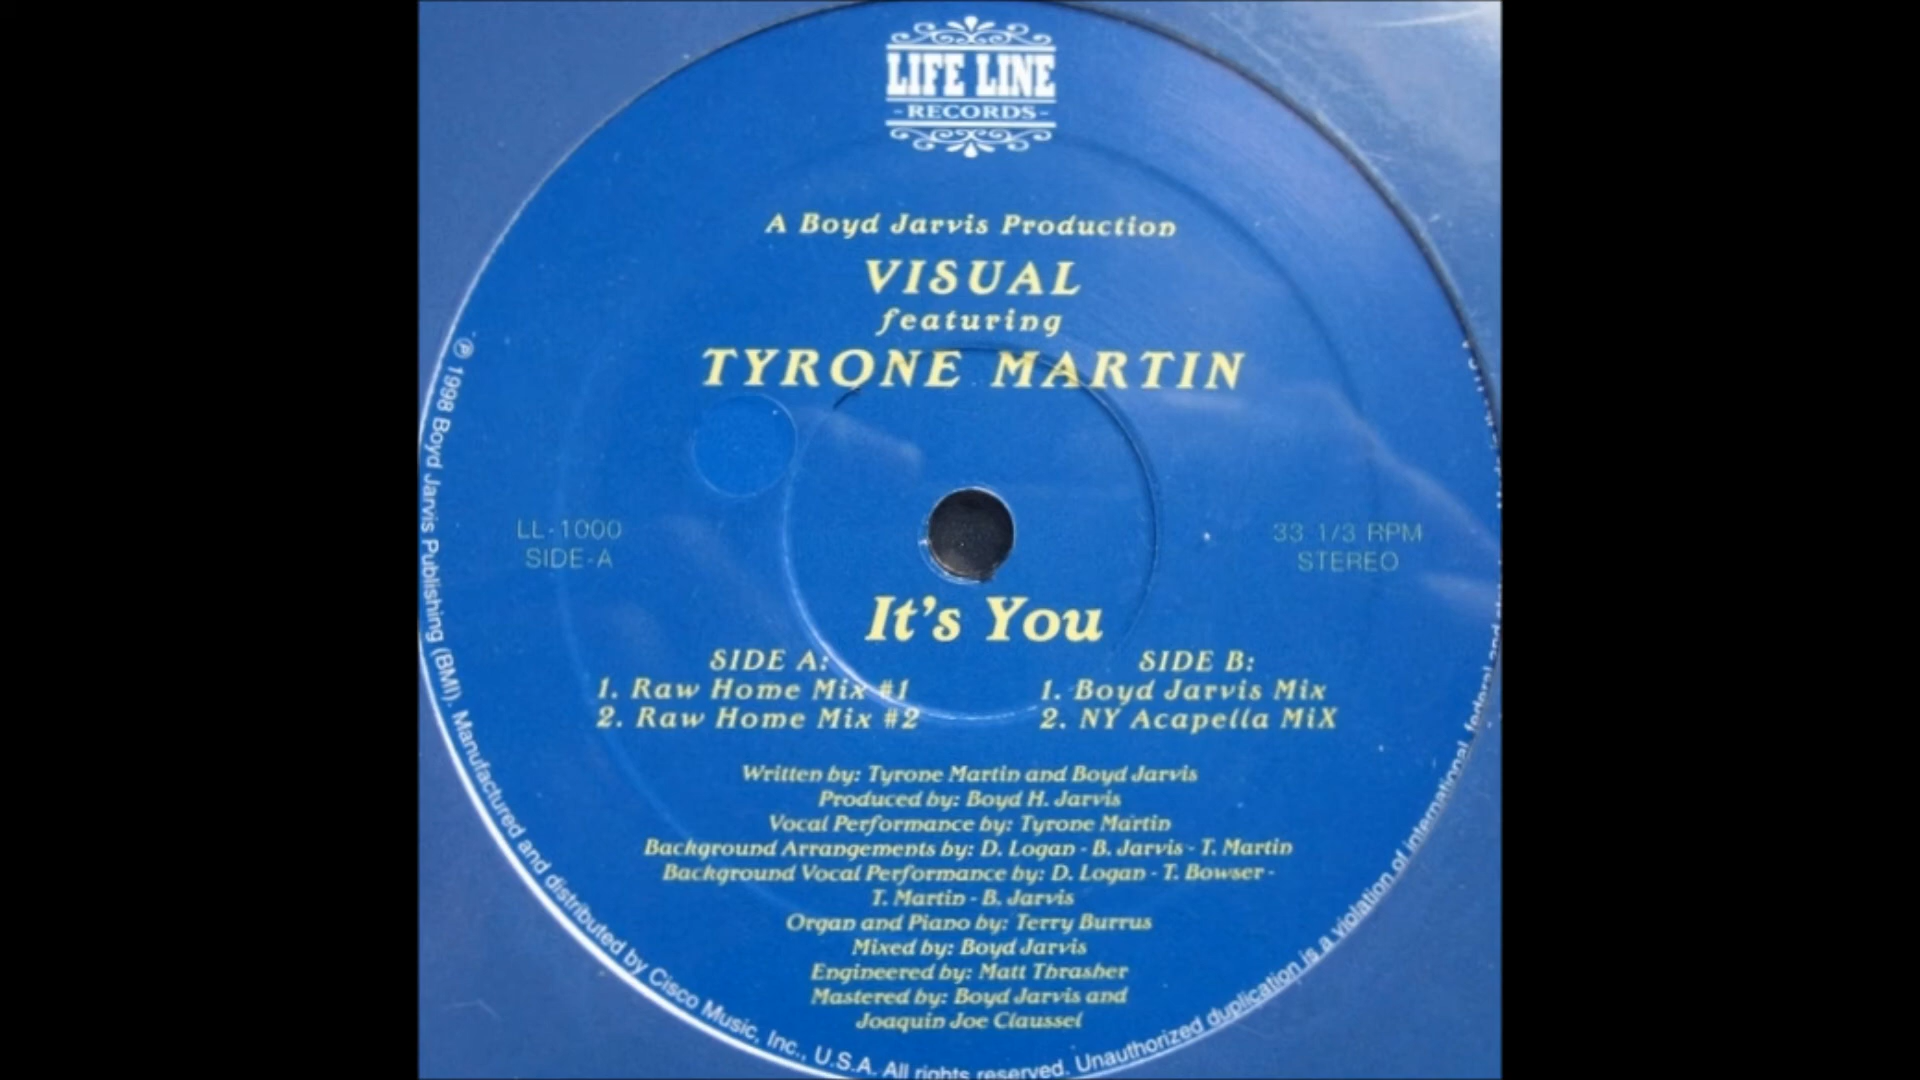 LIFE LINE
-RECORDS-
A Boyd Jarvis Production
VISUAL
featuring
TYRONE MARTIN
LL-1000
SIDE-A
33 1/3 RPM
STEREO
It's You
SIDE A:
1. Raw Home Mix #1
2. Raw Home Mix #2
SIDE B:
1. Boyd Jarvis Mix
2. NY Acapella MiX
Written by: Tyrone Martin and Boyd Jarvis
Produced by: Boyd H. Jarvis
Vocal Performance by: Tyrone Martin
Background Arrangements by: D. Logan - B. Jarvis - T. Martin
Background Vocal Performance by: D. Logan - T. Bowser -
T. Martin - B. Jarvis
Organ and Piano by: Terry Burrus
Mixed by: Boyd Jarvis
Engineered by: Matt Thrasher
Mastered by: Boyd Jarvis and
Joaquin Joe Claussel
℗ 1998 Boyd Jarvis Publishing (BMI). Manufactured and distributed by Cisco Music, Inc., U.S.A. All rights reserved. Unauthorized duplication is a violation of international, federal and